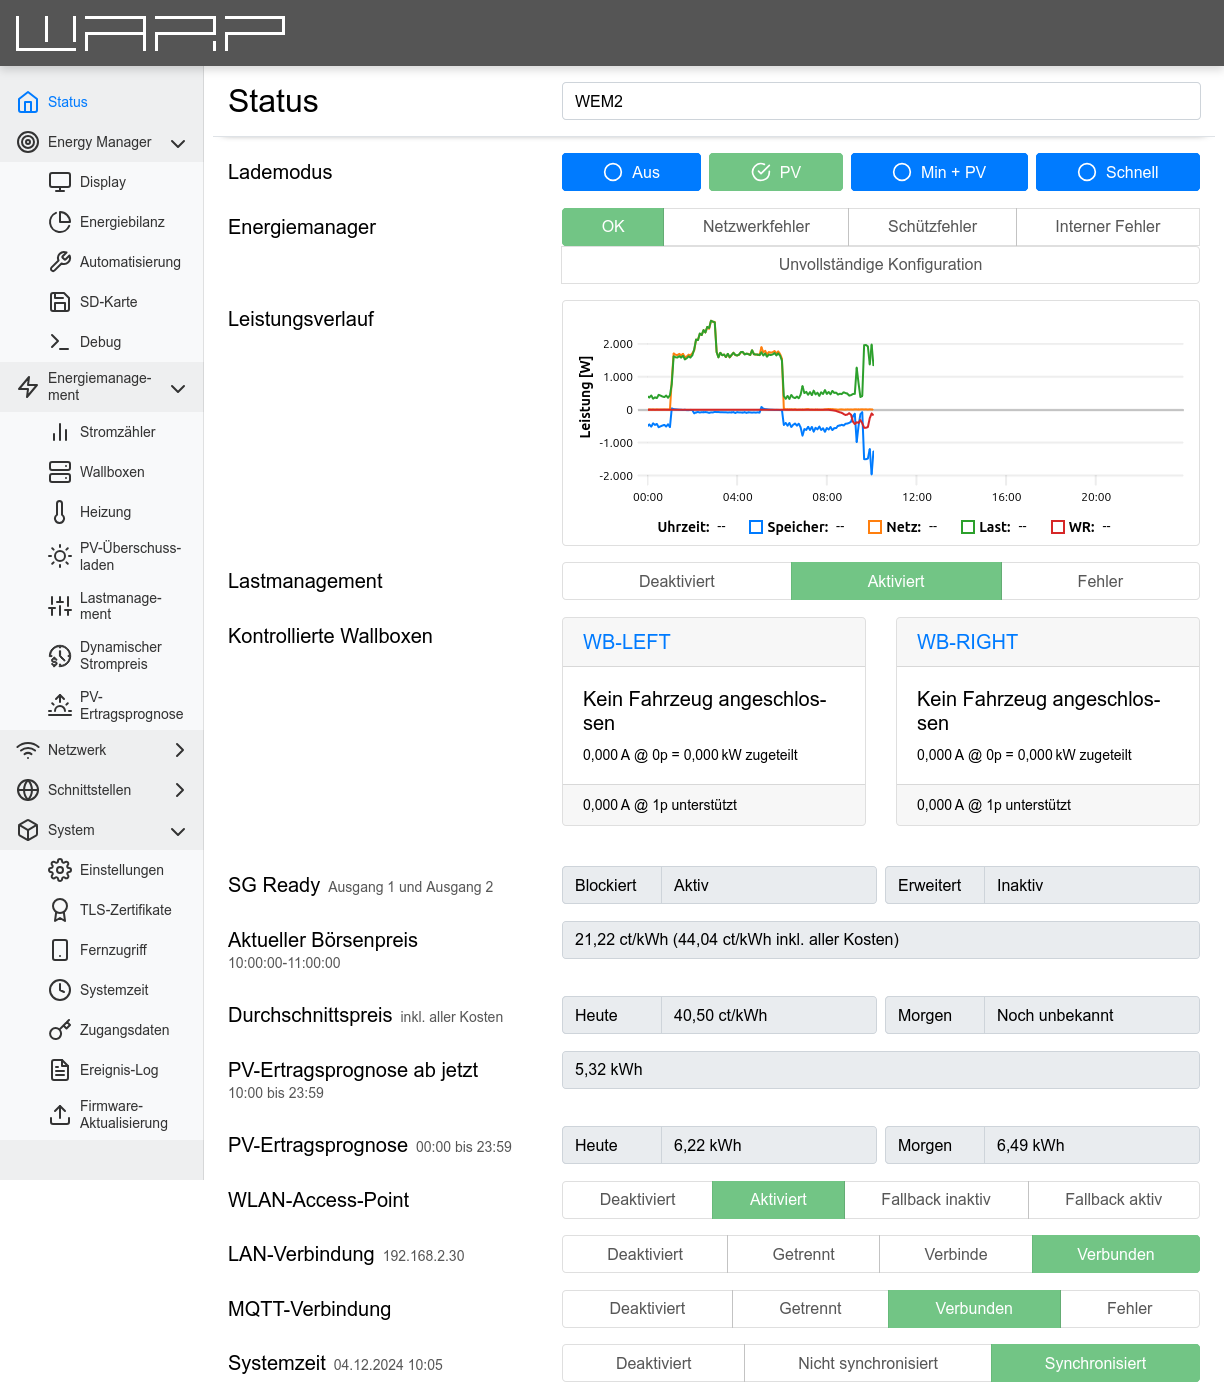 WARP
Status
Energy Manager
Display
Energiebilanz
Automatisierung
SD-Karte
Debug
Energiemanage-
ment
Stromzähler
Wallboxen
Heizung
PV-Überschuss-
laden
Lastmanage-
ment
Dynamischer
Strompreis
PV-
Ertragsprognose
Netzwerk
Schnittstellen
System
Einstellungen
TLS-Zertifikate
Fernzugriff
Systemzeit
Zugangsdaten
Ereignis-Log
Firmware-
Aktualisierung
Status WEM2
Lademodus Aus PV Min + PV Schnell
Energiemanager OK Netzwerkfehler Schützfehler Interner Fehler
Unvollständige Konfiguration
Leistungsverlauf
Leistung [W]
2.000
1.000
0
-1.000
-2.000
00:00 04:00 08:00 12:00 16:00 20:00
Uhrzeit: -- Speicher: -- Netz: -- Last: -- WR: --
Lastmanagement Deaktiviert Aktiviert Fehler
Kontrollierte Wallboxen
WB-LEFT
Kein Fahrzeug angeschlos-
sen
0,000 A @ 0p = 0,000 kW zugeteilt
0,000 A @ 1p unterstützt
WB-RIGHT
Kein Fahrzeug angeschlos-
sen
0,000 A @ 0p = 0,000 kW zugeteilt
0,000 A @ 1p unterstützt
SG Ready Ausgang 1 und Ausgang 2 Blockiert Aktiv Erweitert Inaktiv
Aktueller Börsenpreis 21,22 ct/kWh (44,04 ct/kWh inkl. aller Kosten)
10:00:00-11:00:00
Durchschnittspreis inkl. aller Kosten Heute 40,50 ct/kWh Morgen Noch unbekannt
PV-Ertragsprognose ab jetzt 5,32 kWh
10:00 bis 23:59
PV-Ertragsprognose 00:00 bis 23:59 Heute 6,22 kWh Morgen 6,49 kWh
WLAN-Access-Point Deaktiviert Aktiviert Fallback inaktiv Fallback aktiv
LAN-Verbindung 192.168.2.30 Deaktiviert Getrennt Verbinde Verbunden
MQTT-Verbindung Deaktiviert Getrennt Verbunden Fehler
Systemzeit 04.12.2024 10:05 Deaktiviert Nicht synchronisiert Synchronisiert